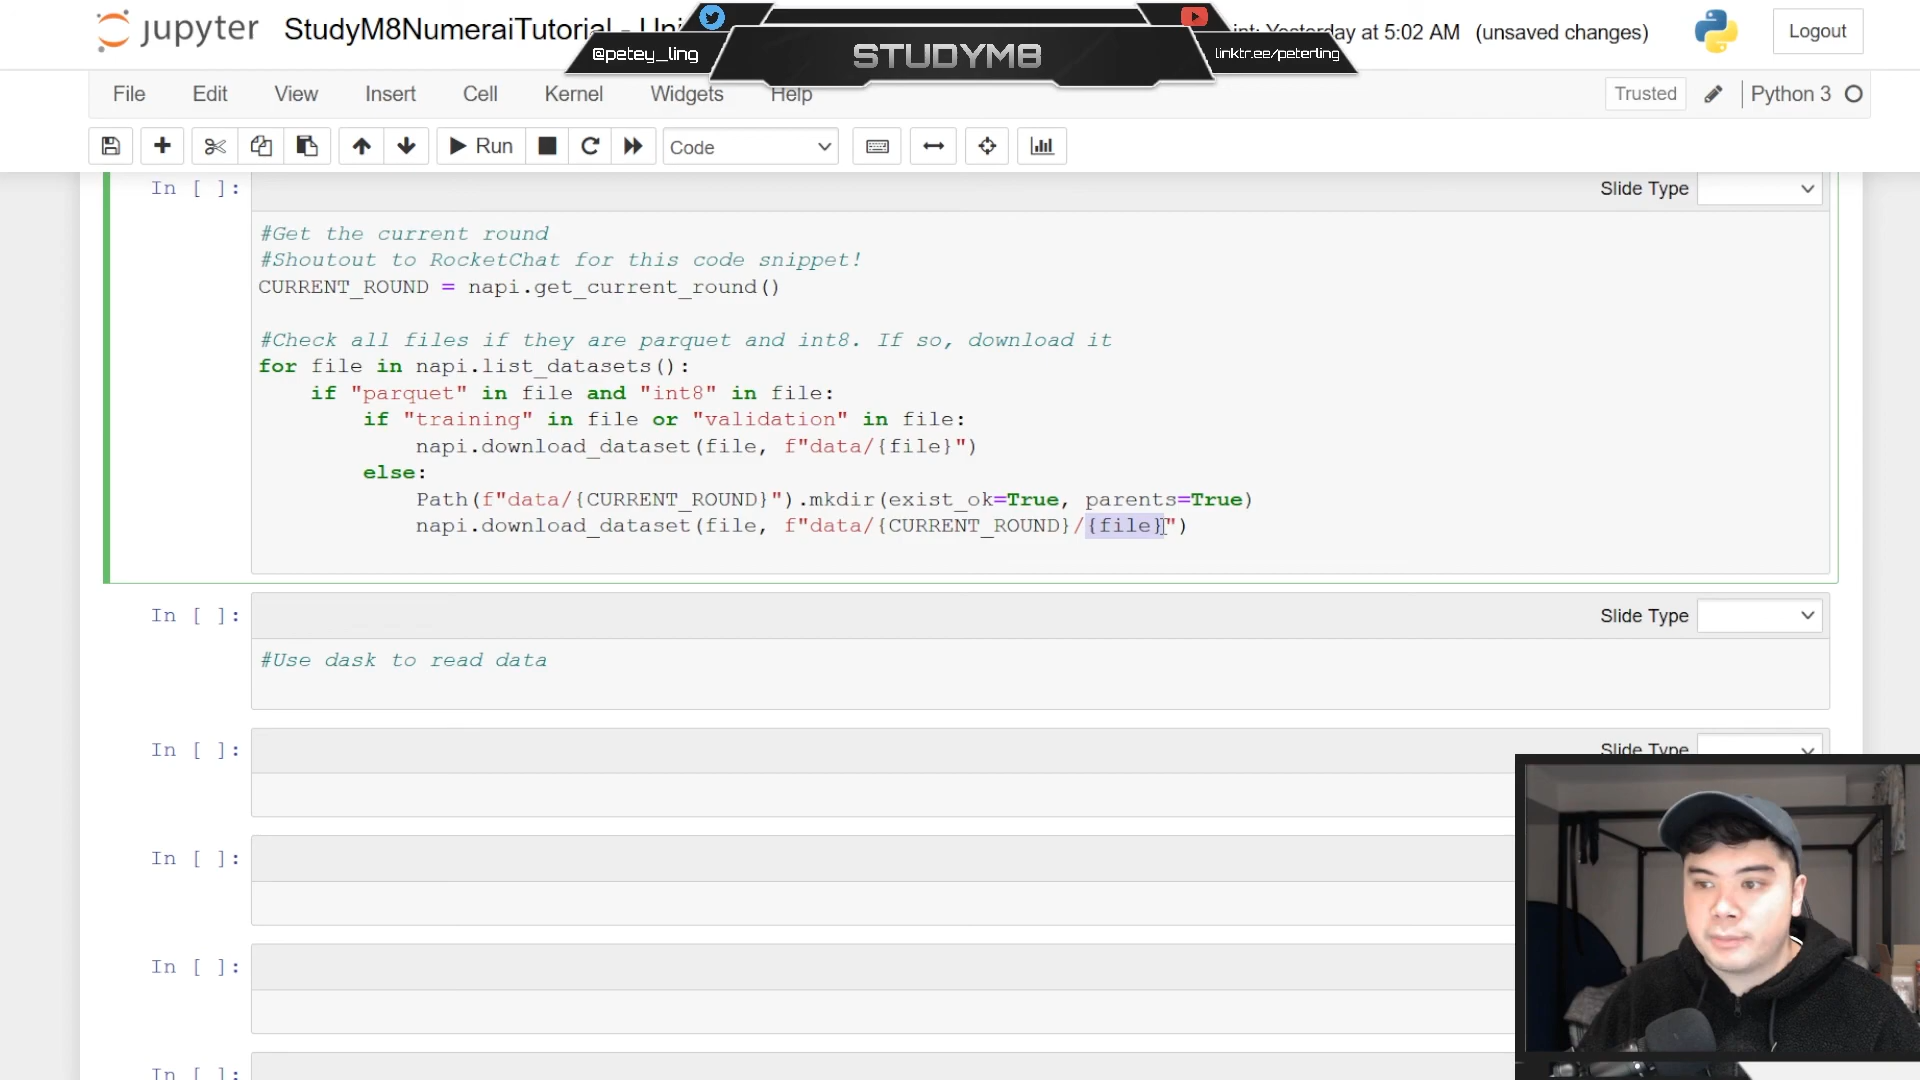 jupyter StudyM8NumeraiTutorial - Uni int: Yesterday at 5:02 AM (unsaved changes) Logout
@petey_ling STUDYM8 linktr.ee/peterling
File Edit View Insert Cell Kernel Widgets Help Trusted Python 3
Run Code
In [ ]: Slide Type
#Get the current round
#Shoutout to RocketChat for this code snippet!
CURRENT_ROUND = napi.get_current_round()
#Check all files if they are parquet and int8. If so, download it
for file in napi.list_datasets():
if "parquet" in file and "int8" in file:
if "training" in file or "validation" in file:
napi.download_dataset(file, f"data/{file}")
else:
Path(f"data/{CURRENT_ROUND}").mkdir(exist_ok=True, parents=True)
napi.download_dataset(file, f"data/{CURRENT_ROUND}/{file}")
In [ ]: Slide Type
#Use dask to read data
In [ ]: Slide Type
In [ ]:
In [ ]:
In [ ]: